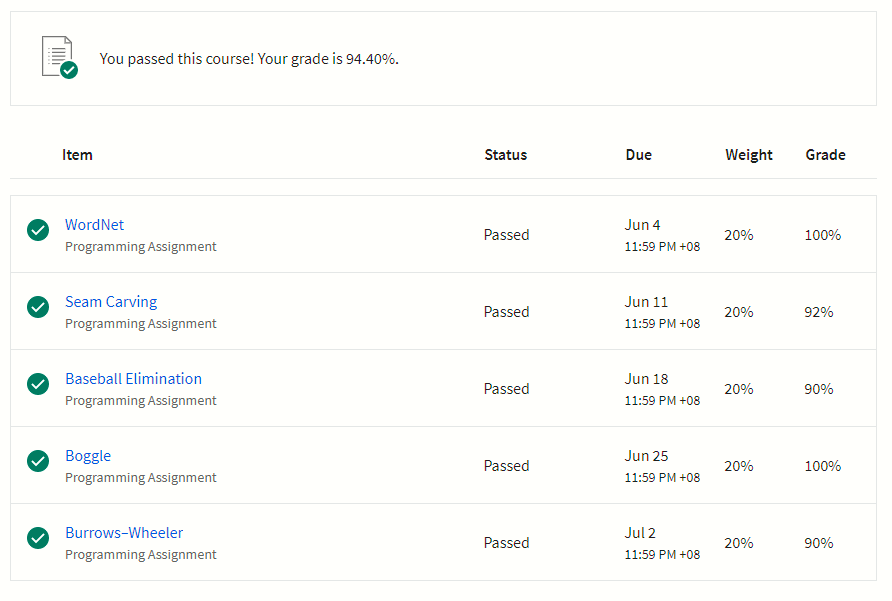 You passed this course! Your grade is 94.40%.
Item Status Due Weight Grade
WordNet
Programming Assignment
Passed
Jun 4
11:59 PM +08
20%
100%
Seam Carving
Programming Assignment
Passed
Jun 11
11:59 PM +08
20%
92%
Baseball Elimination
Programming Assignment
Passed
Jun 18
11:59 PM +08
20%
90%
Boggle
Programming Assignment
Passed
Jun 25
11:59 PM +08
20%
100%
Burrows–Wheeler
Programming Assignment
Passed
Jul 2
11:59 PM +08
20%
90%